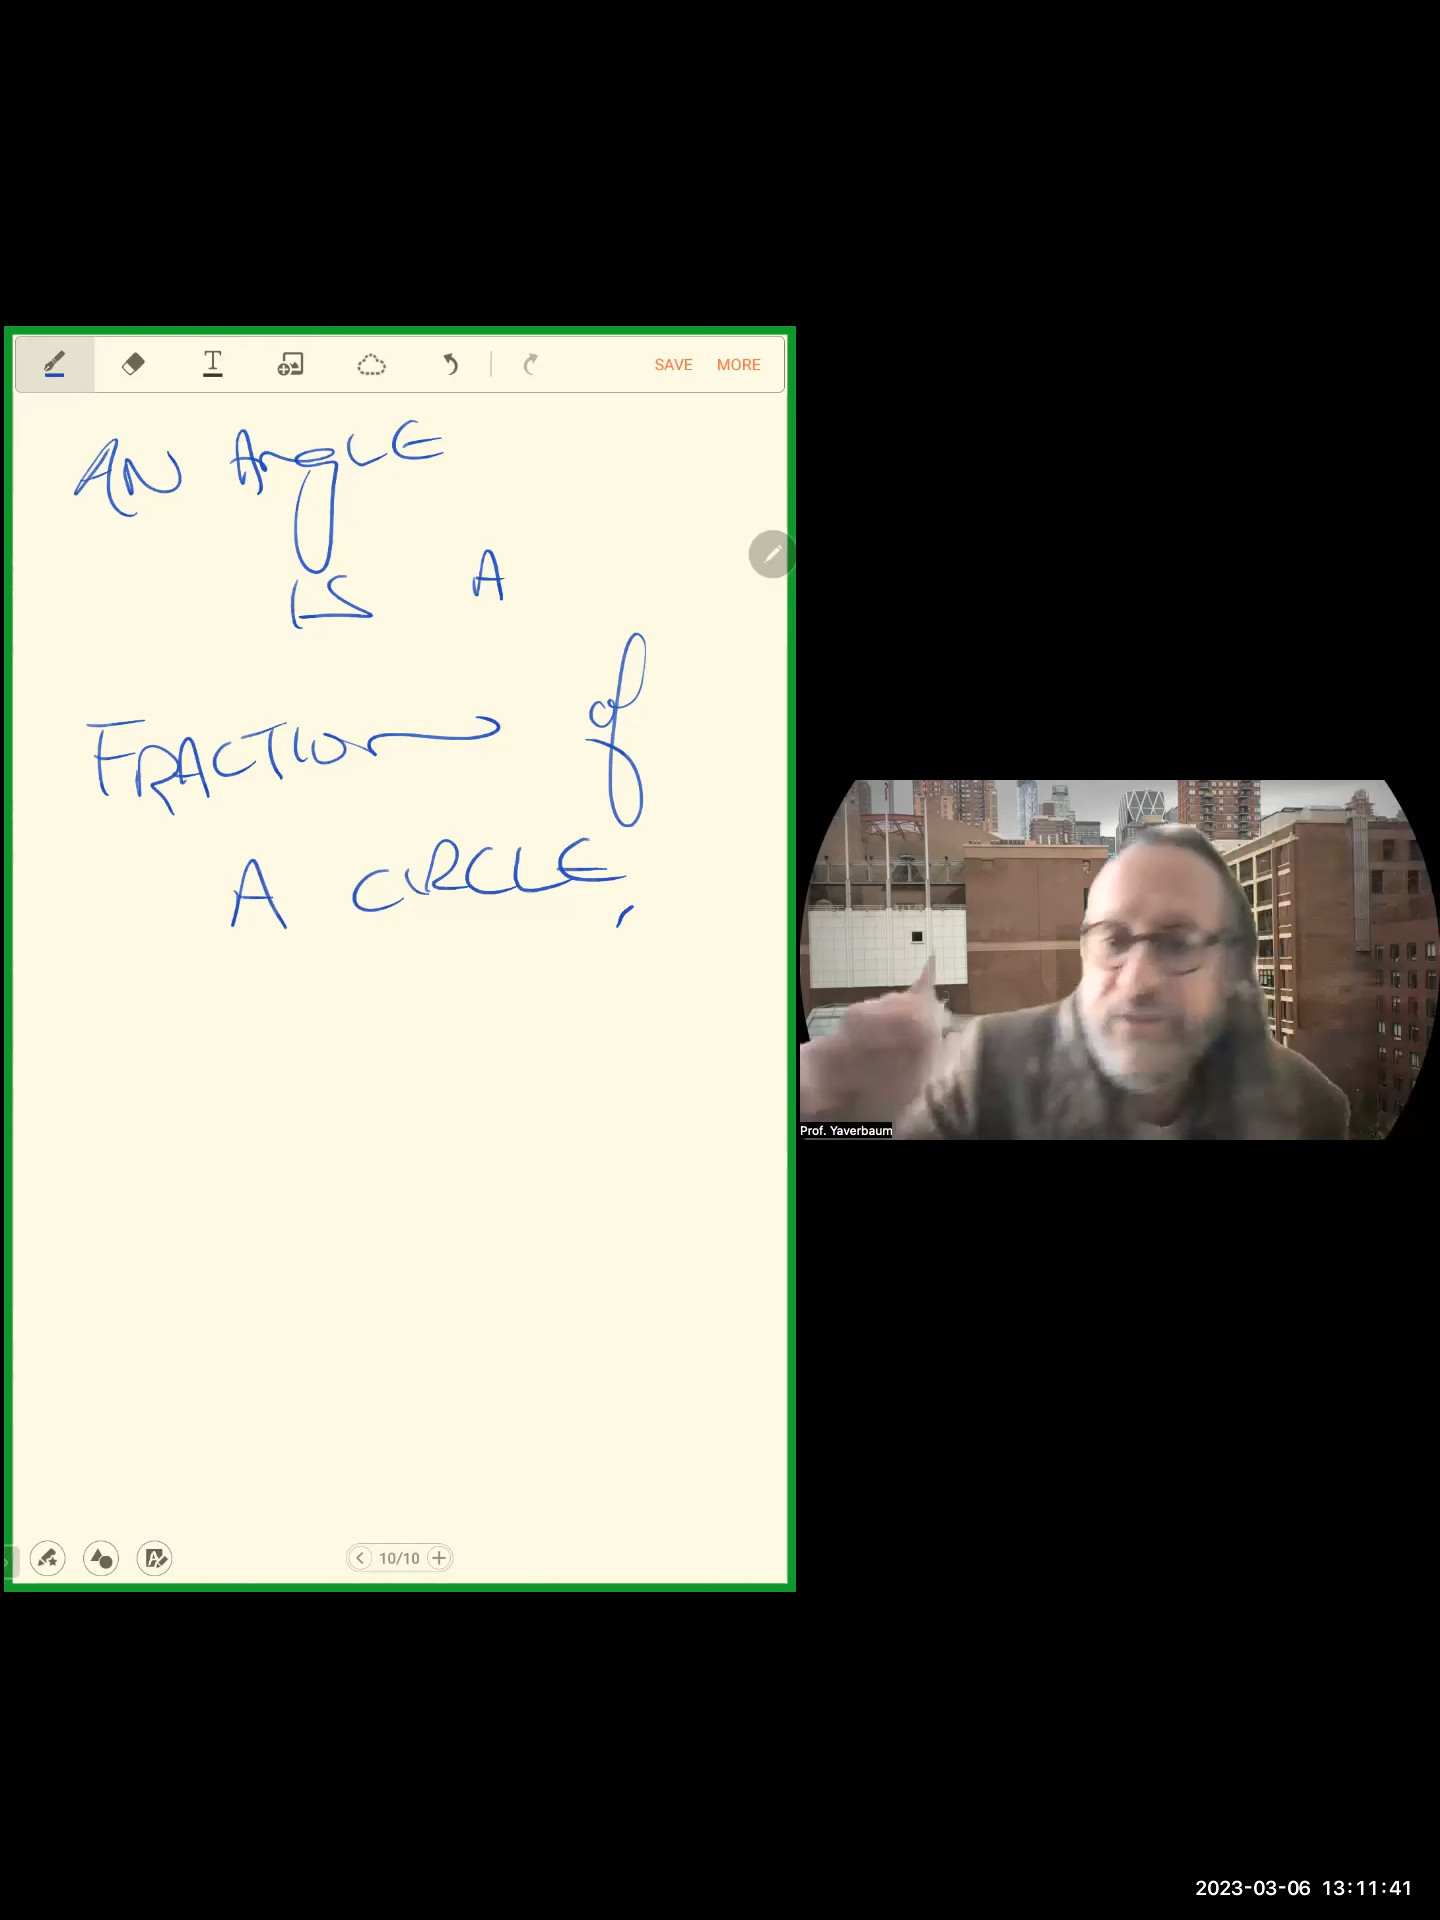 SAVE MORE
AN AngLE
IS A
FRACTION of
A CIRCLE,
Prof. Yaverbaum
10/10
2023-03-06 13:11:41